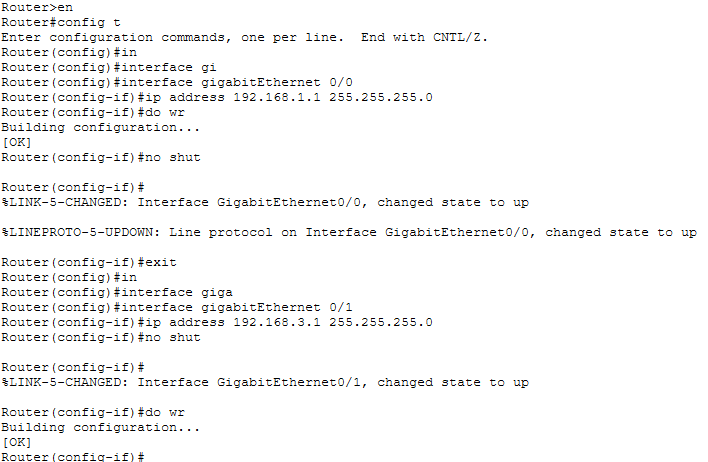 Router>en
Router#config t
Enter configuration commands, one per line.  End with CNTL/Z.
Router(config)#in
Router(config)#interface gi
Router(config)#interface gigabitEthernet 0/0
Router(config-if)#ip address 192.168.1.1 255.255.255.0
Router(config-if)#do wr
Building configuration...
[OK]
Router(config-if)#no shut
Router(config-if)#
%LINK-5-CHANGED: Interface GigabitEthernet0/0, changed state to up
%LINEPROTO-5-UPDOWN: Line protocol on Interface GigabitEthernet0/0, changed state to up
Router(config-if)#exit
Router(config)#in
Router(config)#interface giga
Router(config)#interface gigabitEthernet 0/1
Router(config-if)#ip address 192.168.3.1 255.255.255.0
Router(config-if)#no shut
Router(config-if)#
%LINK-5-CHANGED: Interface GigabitEthernet0/1, changed state to up
Router(config-if)#do wr
Building configuration...
[OK]
Router(config-if)#